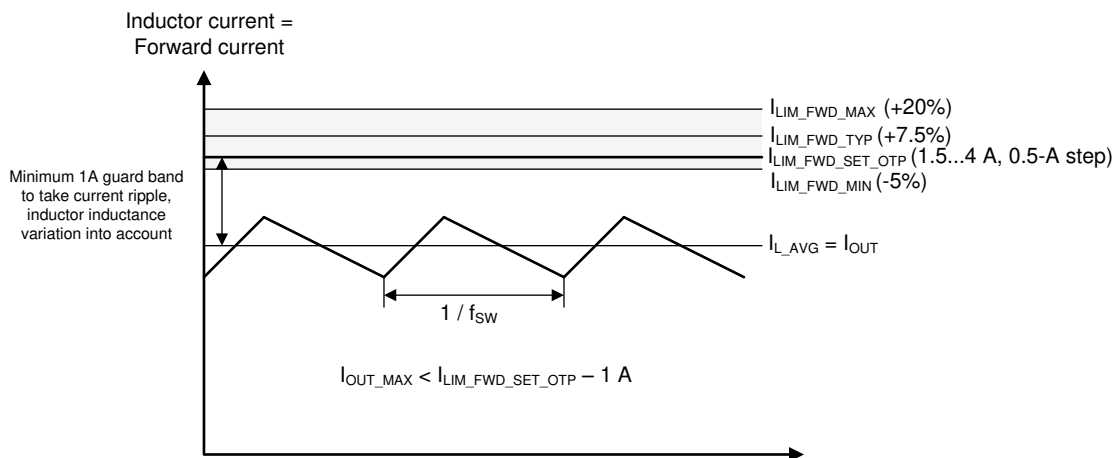 Inductor current =
Forward current
I_LIM_FWD_MAX (+20%)
I_LIM_FWD_TYP (+7.5%)
I_LIM_FWD_SET_OTP (1.5...4 A, 0.5-A step)
I_LIM_FWD_MIN (-5%)
Minimum 1A guard band
to take current ripple,
inductor inductance
variation into account
I_L_AVG = I_OUT
1 / f_SW
I_OUT_MAX < I_LIM_FWD_SET_OTP – 1 A